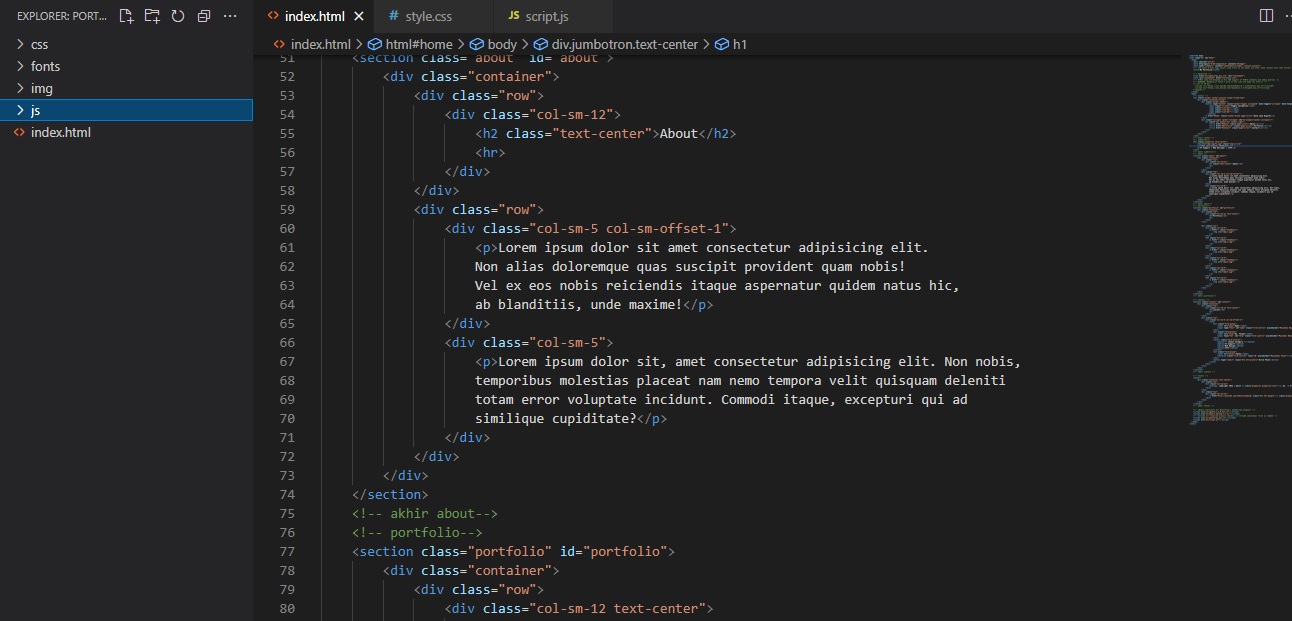 EXPLORER: PORT...
css
fonts
img
js
index.html
index.html
# style.css
JS script.js
index.html > html#home > body > div.jumbotron.text-center > h1
51 <section class="about" id="about">
52 <div class="container">
53 <div class="row">
54 <div class="col-sm-12">
55 <h2 class="text-center">About</h2>
56 <hr>
57 </div>
58 </div>
59 <div class="row">
60 <div class="col-sm-5 col-sm-offset-1">
61 <p>Lorem ipsum dolor sit amet consectetur adipisicing elit.
62 Non alias doloremque quas suscipit provident quam nobis!
63 Vel ex eos nobis reiciendis itaque aspernatur quidem natus hic,
64 ab blanditiis, unde maxime!</p>
65 </div>
66 <div class="col-sm-5">
67 <p>Lorem ipsum dolor sit, amet consectetur adipisicing elit. Non nobis,
68 temporibus molestias placeat nam nemo tempora velit quisquam deleniti
69 totam error voluptate incidunt. Commodi itaque, excepturi qui ad
70 similique cupiditate?</p>
71 </div>
72 </div>
73 </div>
74 </section>
75 <!-- akhir about-->
76 <!-- portfolio-->
77 <section class="portfolio" id="portfolio">
78 <div class="container">
79 <div class="row">
80 <div class="col-sm-12 text-center">